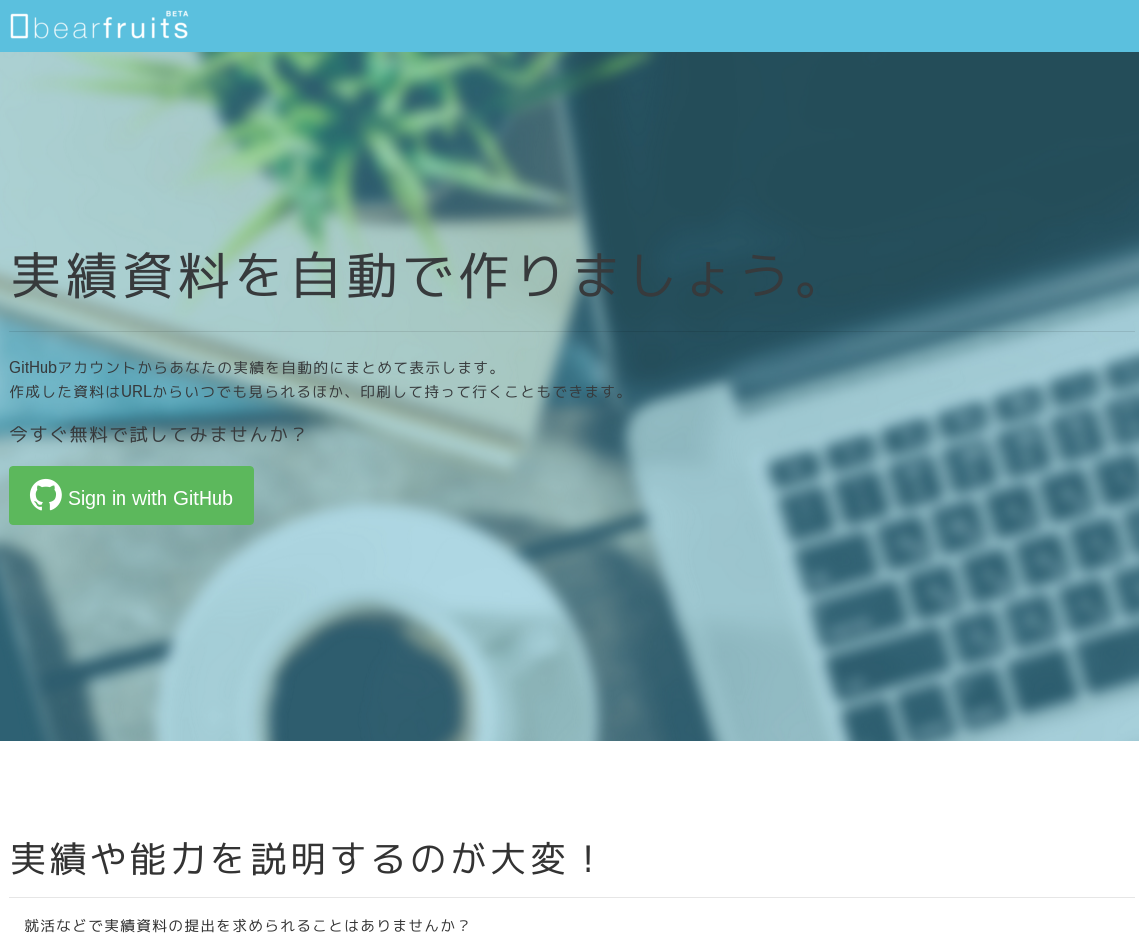 bearfruits BETA
実績資料を自動で作りましょう。
GitHubアカウントからあなたの実績を自動的にまとめて表示します。
作成した資料はURLからいつでも見られるほか、印刷して持って行くこともできます。
今すぐ無料で試してみませんか？
Sign in with GitHub
実績や能力を説明するのが大変！
就活などで実績資料の提出を求められることはありませんか？